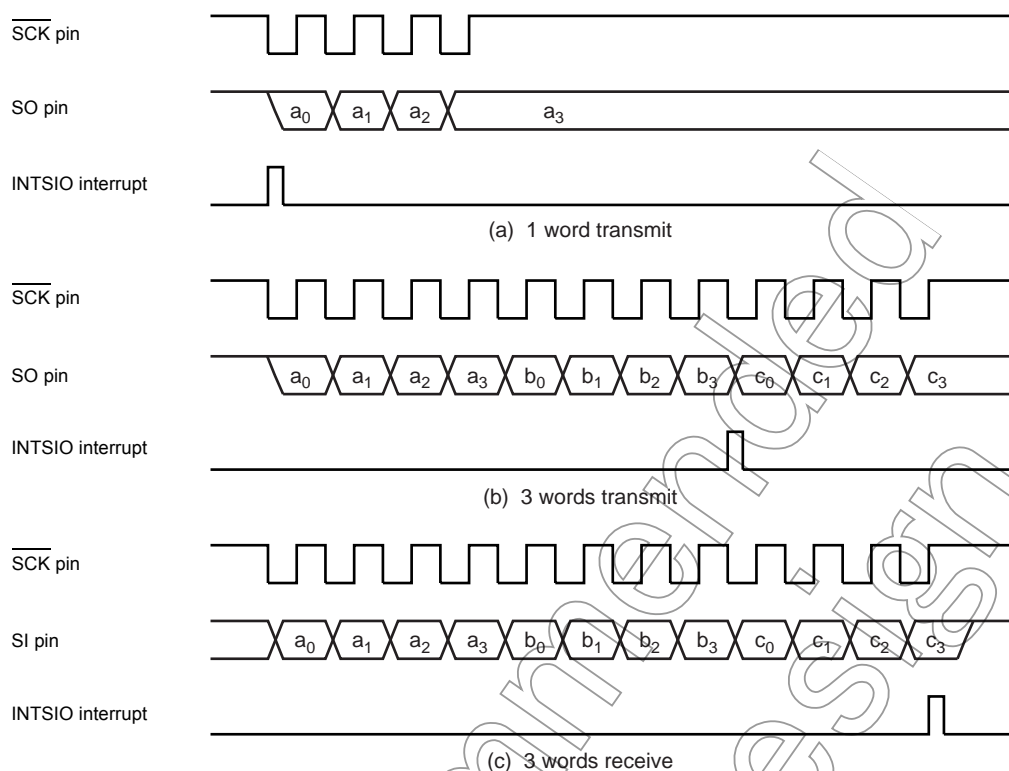 SCK pin
SO pin
a0 a1 a2 a3
INTSIO interrupt
(a) 1 word transmit
SCK pin
SO pin
a0 a1 a2 a3 b0 b1 b2 b3 c0 c1 c2 c3
INTSIO interrupt
(b) 3 words transmit
SCK pin
SI pin
a0 a1 a2 a3 b0 b1 b2 b3 c0 c1 c2 c3
INTSIO interrupt
(c) 3 words receive